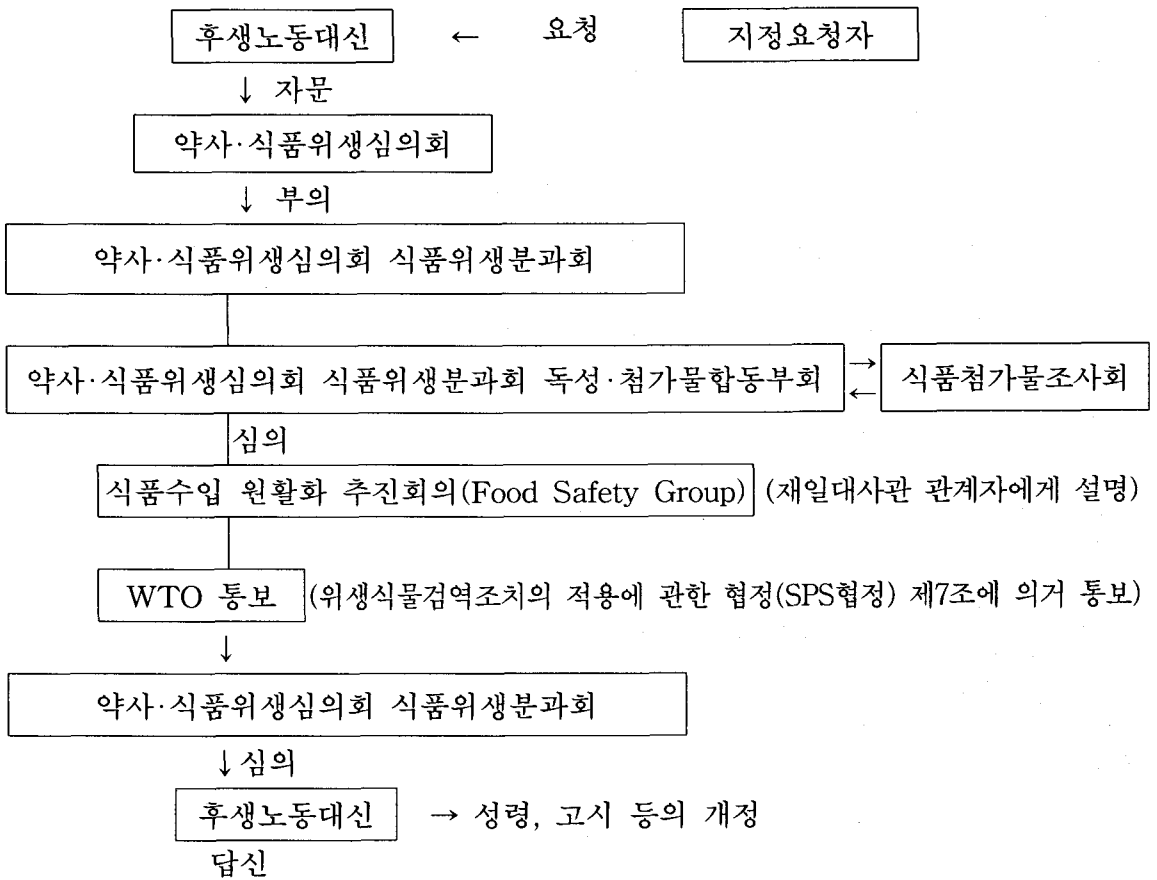 후생노동대신 ← 요청 지정요청자
↓ 자문
약사·식품위생심의회
↓ 부의
약사·식품위생심의회 식품위생분과회
약사·식품위생심의회 식품위생분과회 독성·첨가물합동부회 → ← 식품첨가물조사회
심의
식품수입 원활화 추진회의(Food Safety Group) (재일대사관 관계자에게 설명)
WTO 통보 (위생식물검역조치의 적용에 관한 협정(SPS협정) 제7조에 의거 통보)
↓
약사·식품위생심의회 식품위생분과회
↓심의
후생노동대신 → 성령, 고시 등의 개정
답신